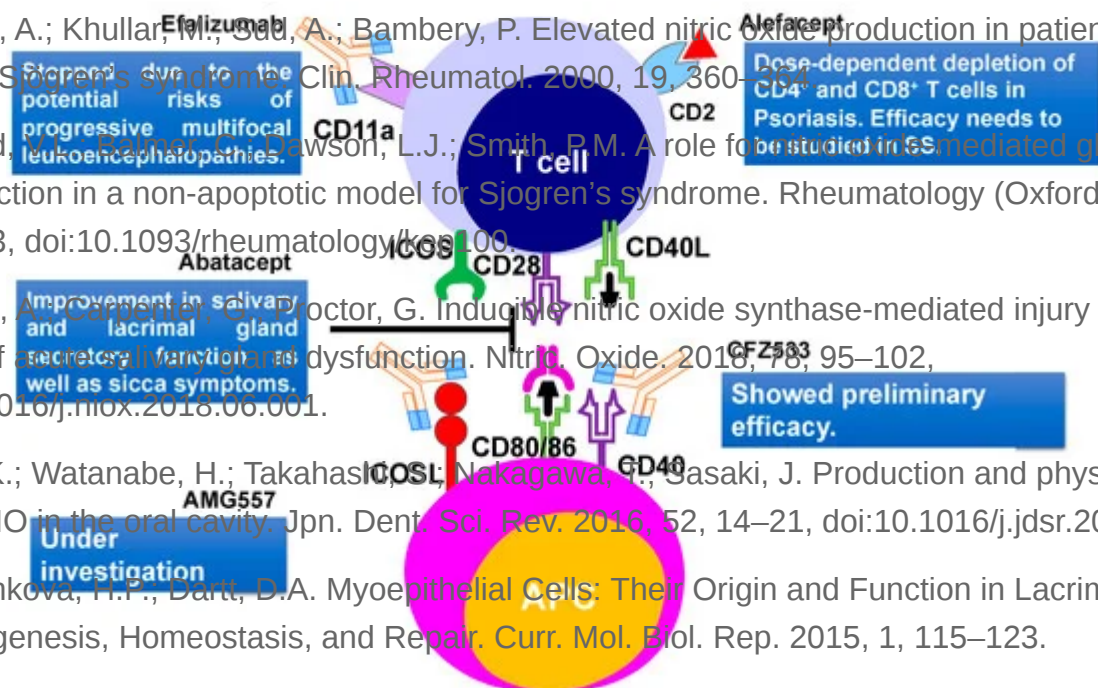 Efalizumab
Alefacept
, A.; Khullar, M.; Sud, A.; Bambery, P. Elevated nitric oxide production in patien
Stopped due to the
potential risks of
progressive multifocal
leukoencephalopathies.
Dose-dependent depletion of
CD4⁺ and CD8⁺ T cells in
Psoriasis. Efficacy needs to
be studied in SS.
Sjögren's syndrome. Clin. Rheumatol. 2000, 19, 360–364.
CD11a
CD2
T cell
d, V.L.; Balmer, C.; Dawson, L.J.; Smith, P.M. A role for nitric oxide-mediated gl
ction in a non-apoptotic model for Sjogren's syndrome. Rheumatology (Oxford
3, doi:10.1093/rheumatology/kep100.
ICOS
CD28
CD40L
Abatacept
Improvement in salivary
and lacrimal gland
secretory function as
well as sicca symptoms.
, A.; Carpenter, G.; Proctor, G. Inducible nitric oxide synthase-mediated injury
f acute salivary gland dysfunction. Nitric. Oxide. 2018, 78, 95–102,
016/j.niox.2018.06.001.
CFZ533
Showed preliminary
efficacy.
CD80/86
ICOSL
CD40
K.; Watanabe, H.; Takahashi, S.; Nakagawa, T.; Sasaki, J. Production and phys
NO in the oral cavity. Jpn. Dent. Sci. Rev. 2016, 52, 14–21, doi:10.1016/j.jdsr.20
AMG557
Under
investigation
APC
nkova, H.P.; Dartt, D.A. Myoepithelial Cells: Their Origin and Function in Lacrim
genesis, Homeostasis, and Repair. Curr. Mol. Biol. Rep. 2015, 1, 115–123.